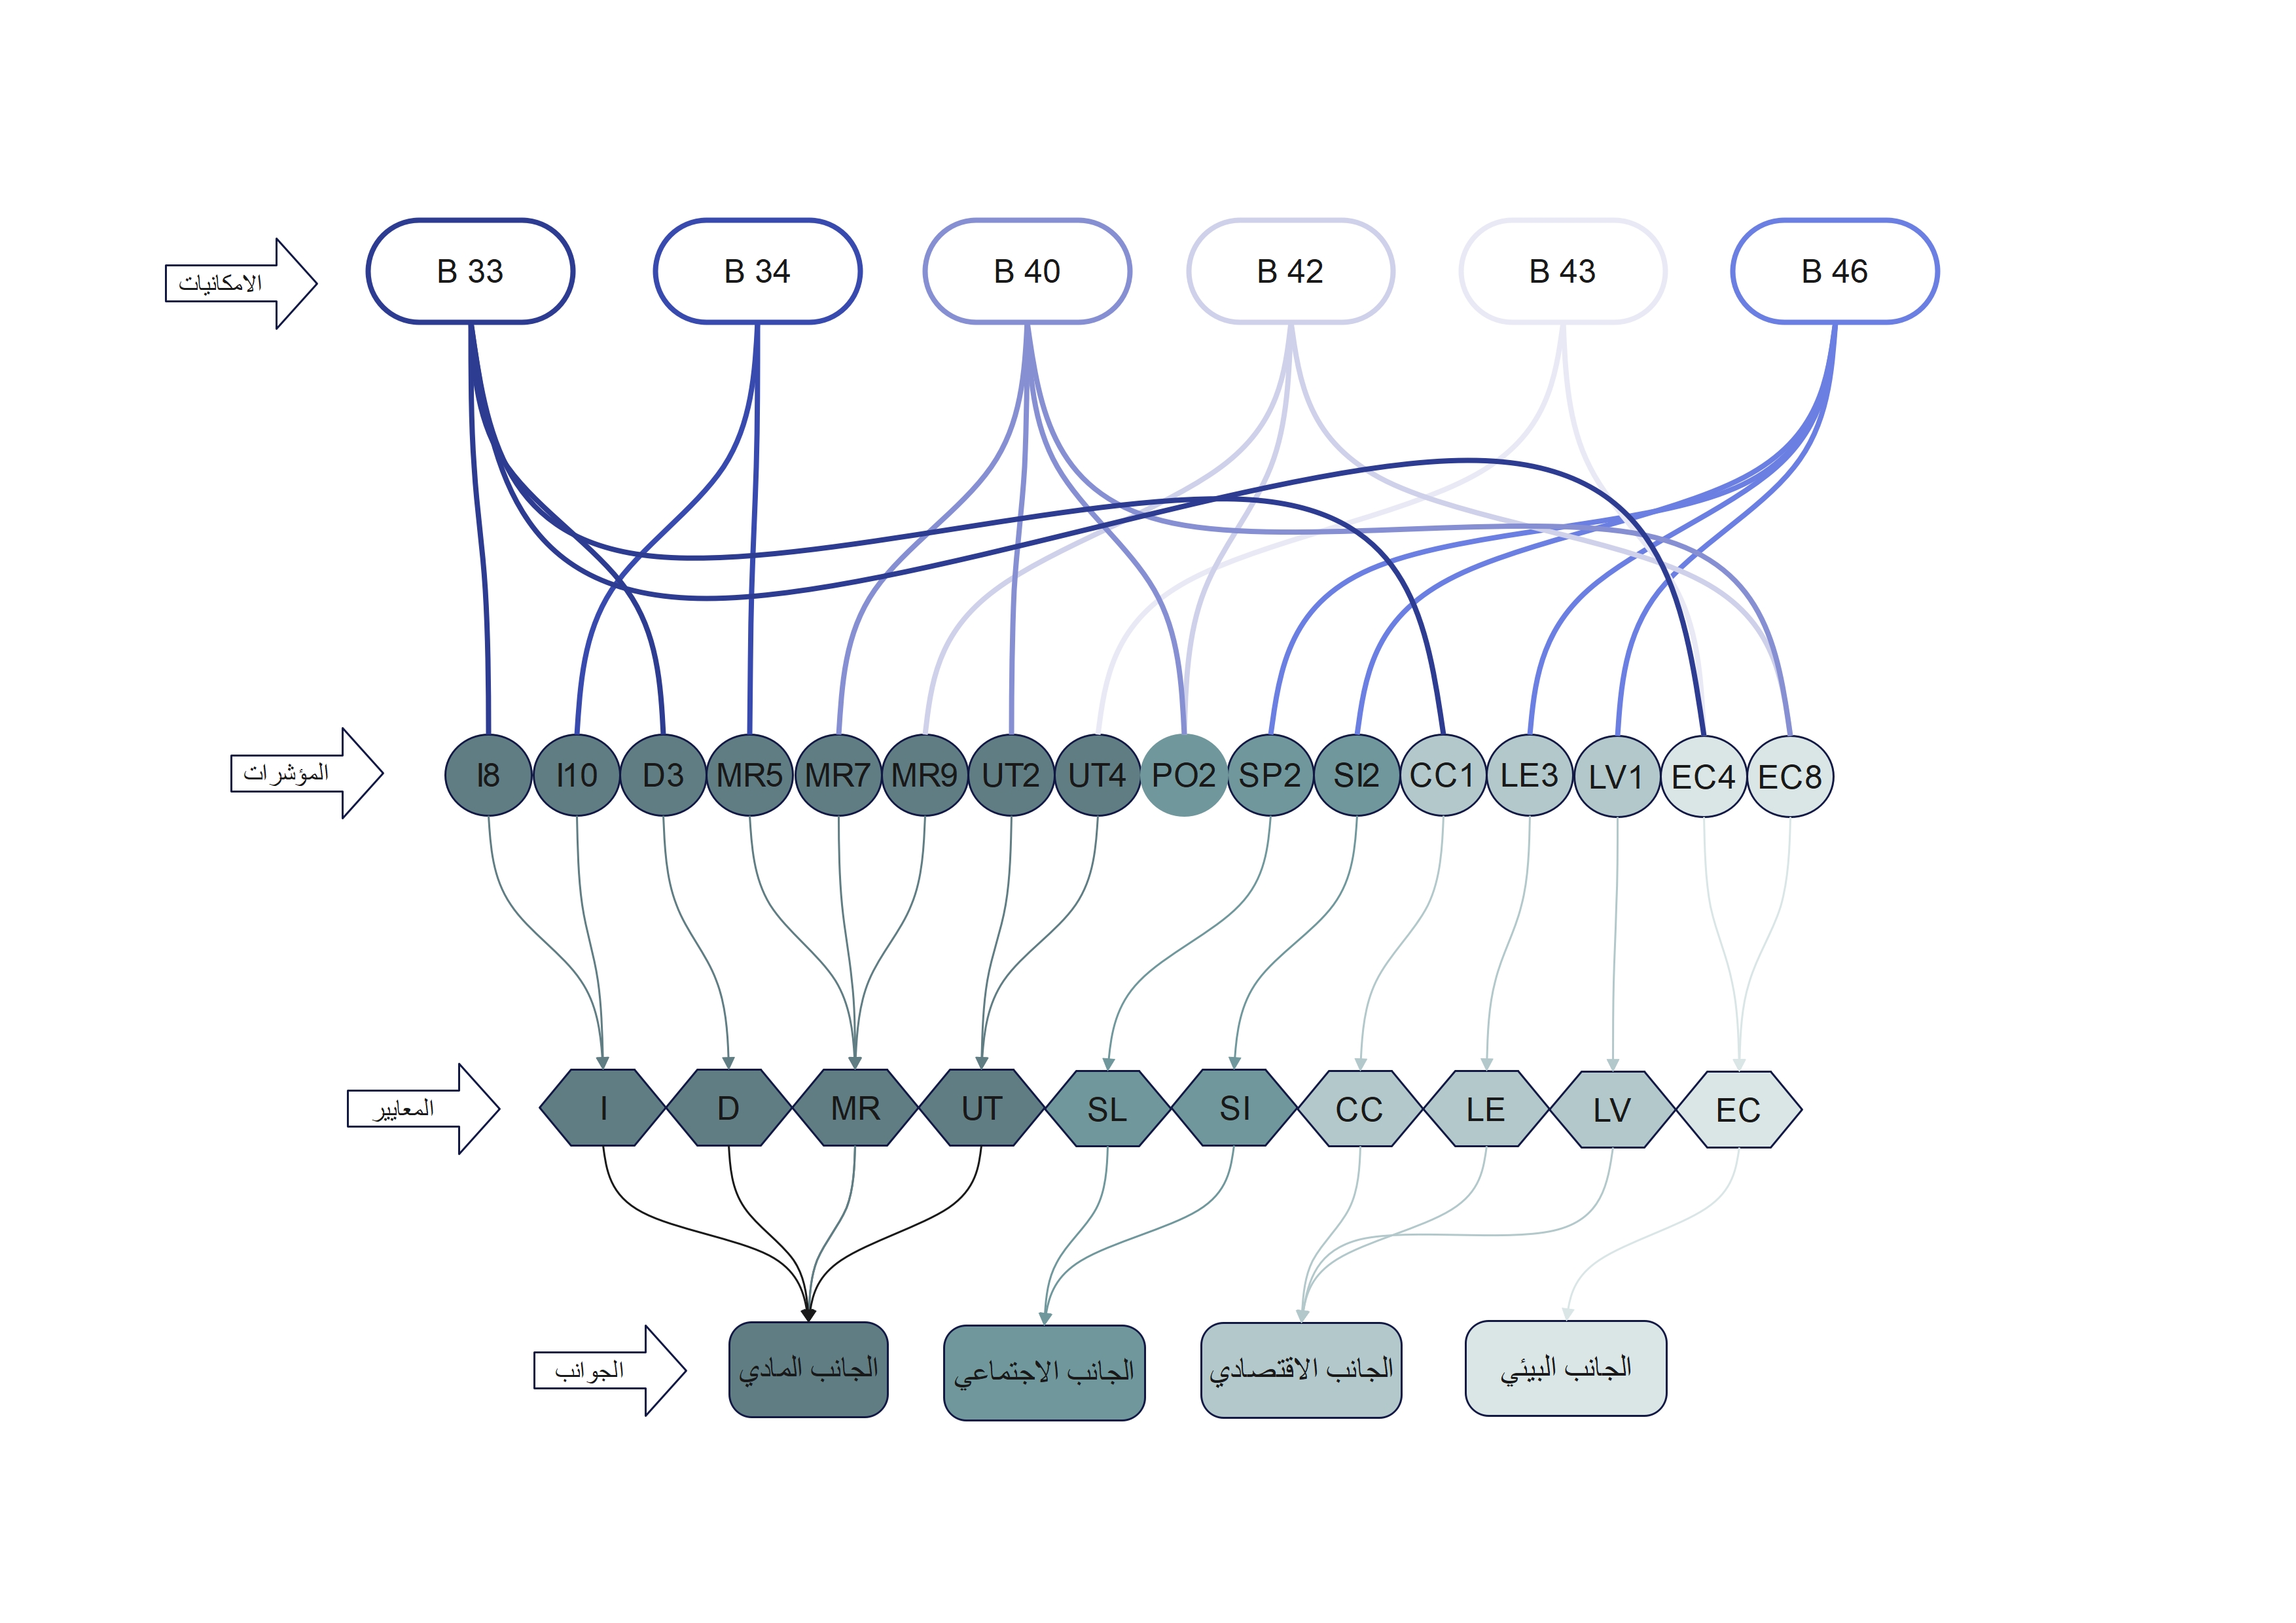 الامكانيات
B 33
B 34
B 40
B 42
B 43
B 46
المؤشرات
I8
I10
D3
MR5
MR7
MR9
UT2
UT4
PO2
SP2
SI2
CC1
LE3
LV1
EC4
EC8
المعايير
I
D
MR
UT
SL
SI
CC
LE
LV
EC
الجوانب
الجانب المادي
الجانب الاجتماعي
الجانب الاقتصادي
الجانب البيئي